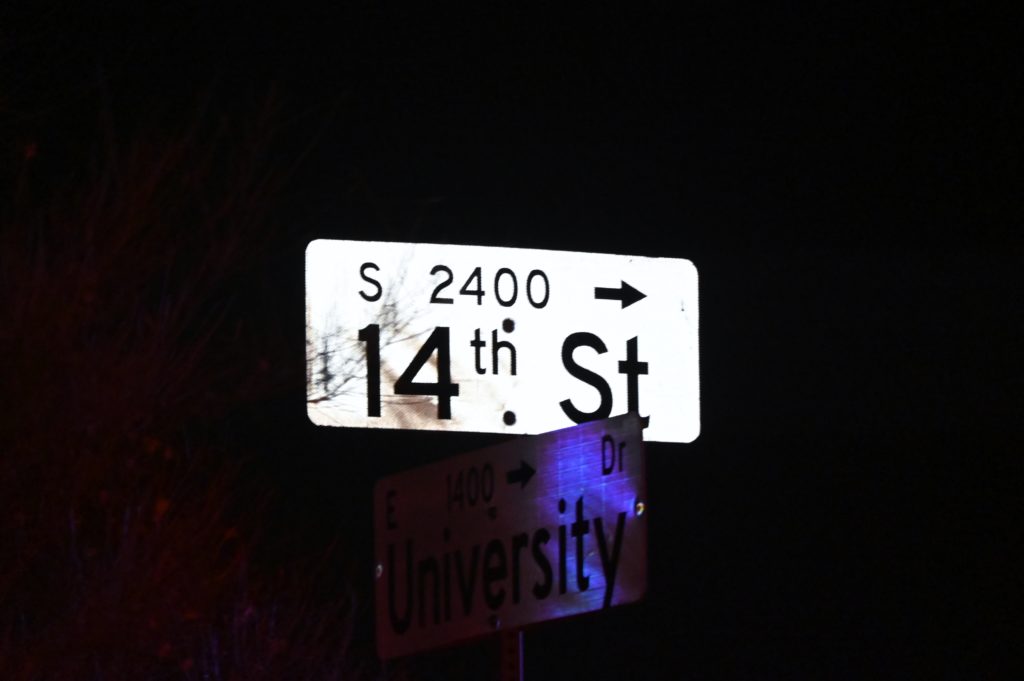 S 2400 →
14th St
E 1400 → Dr
University